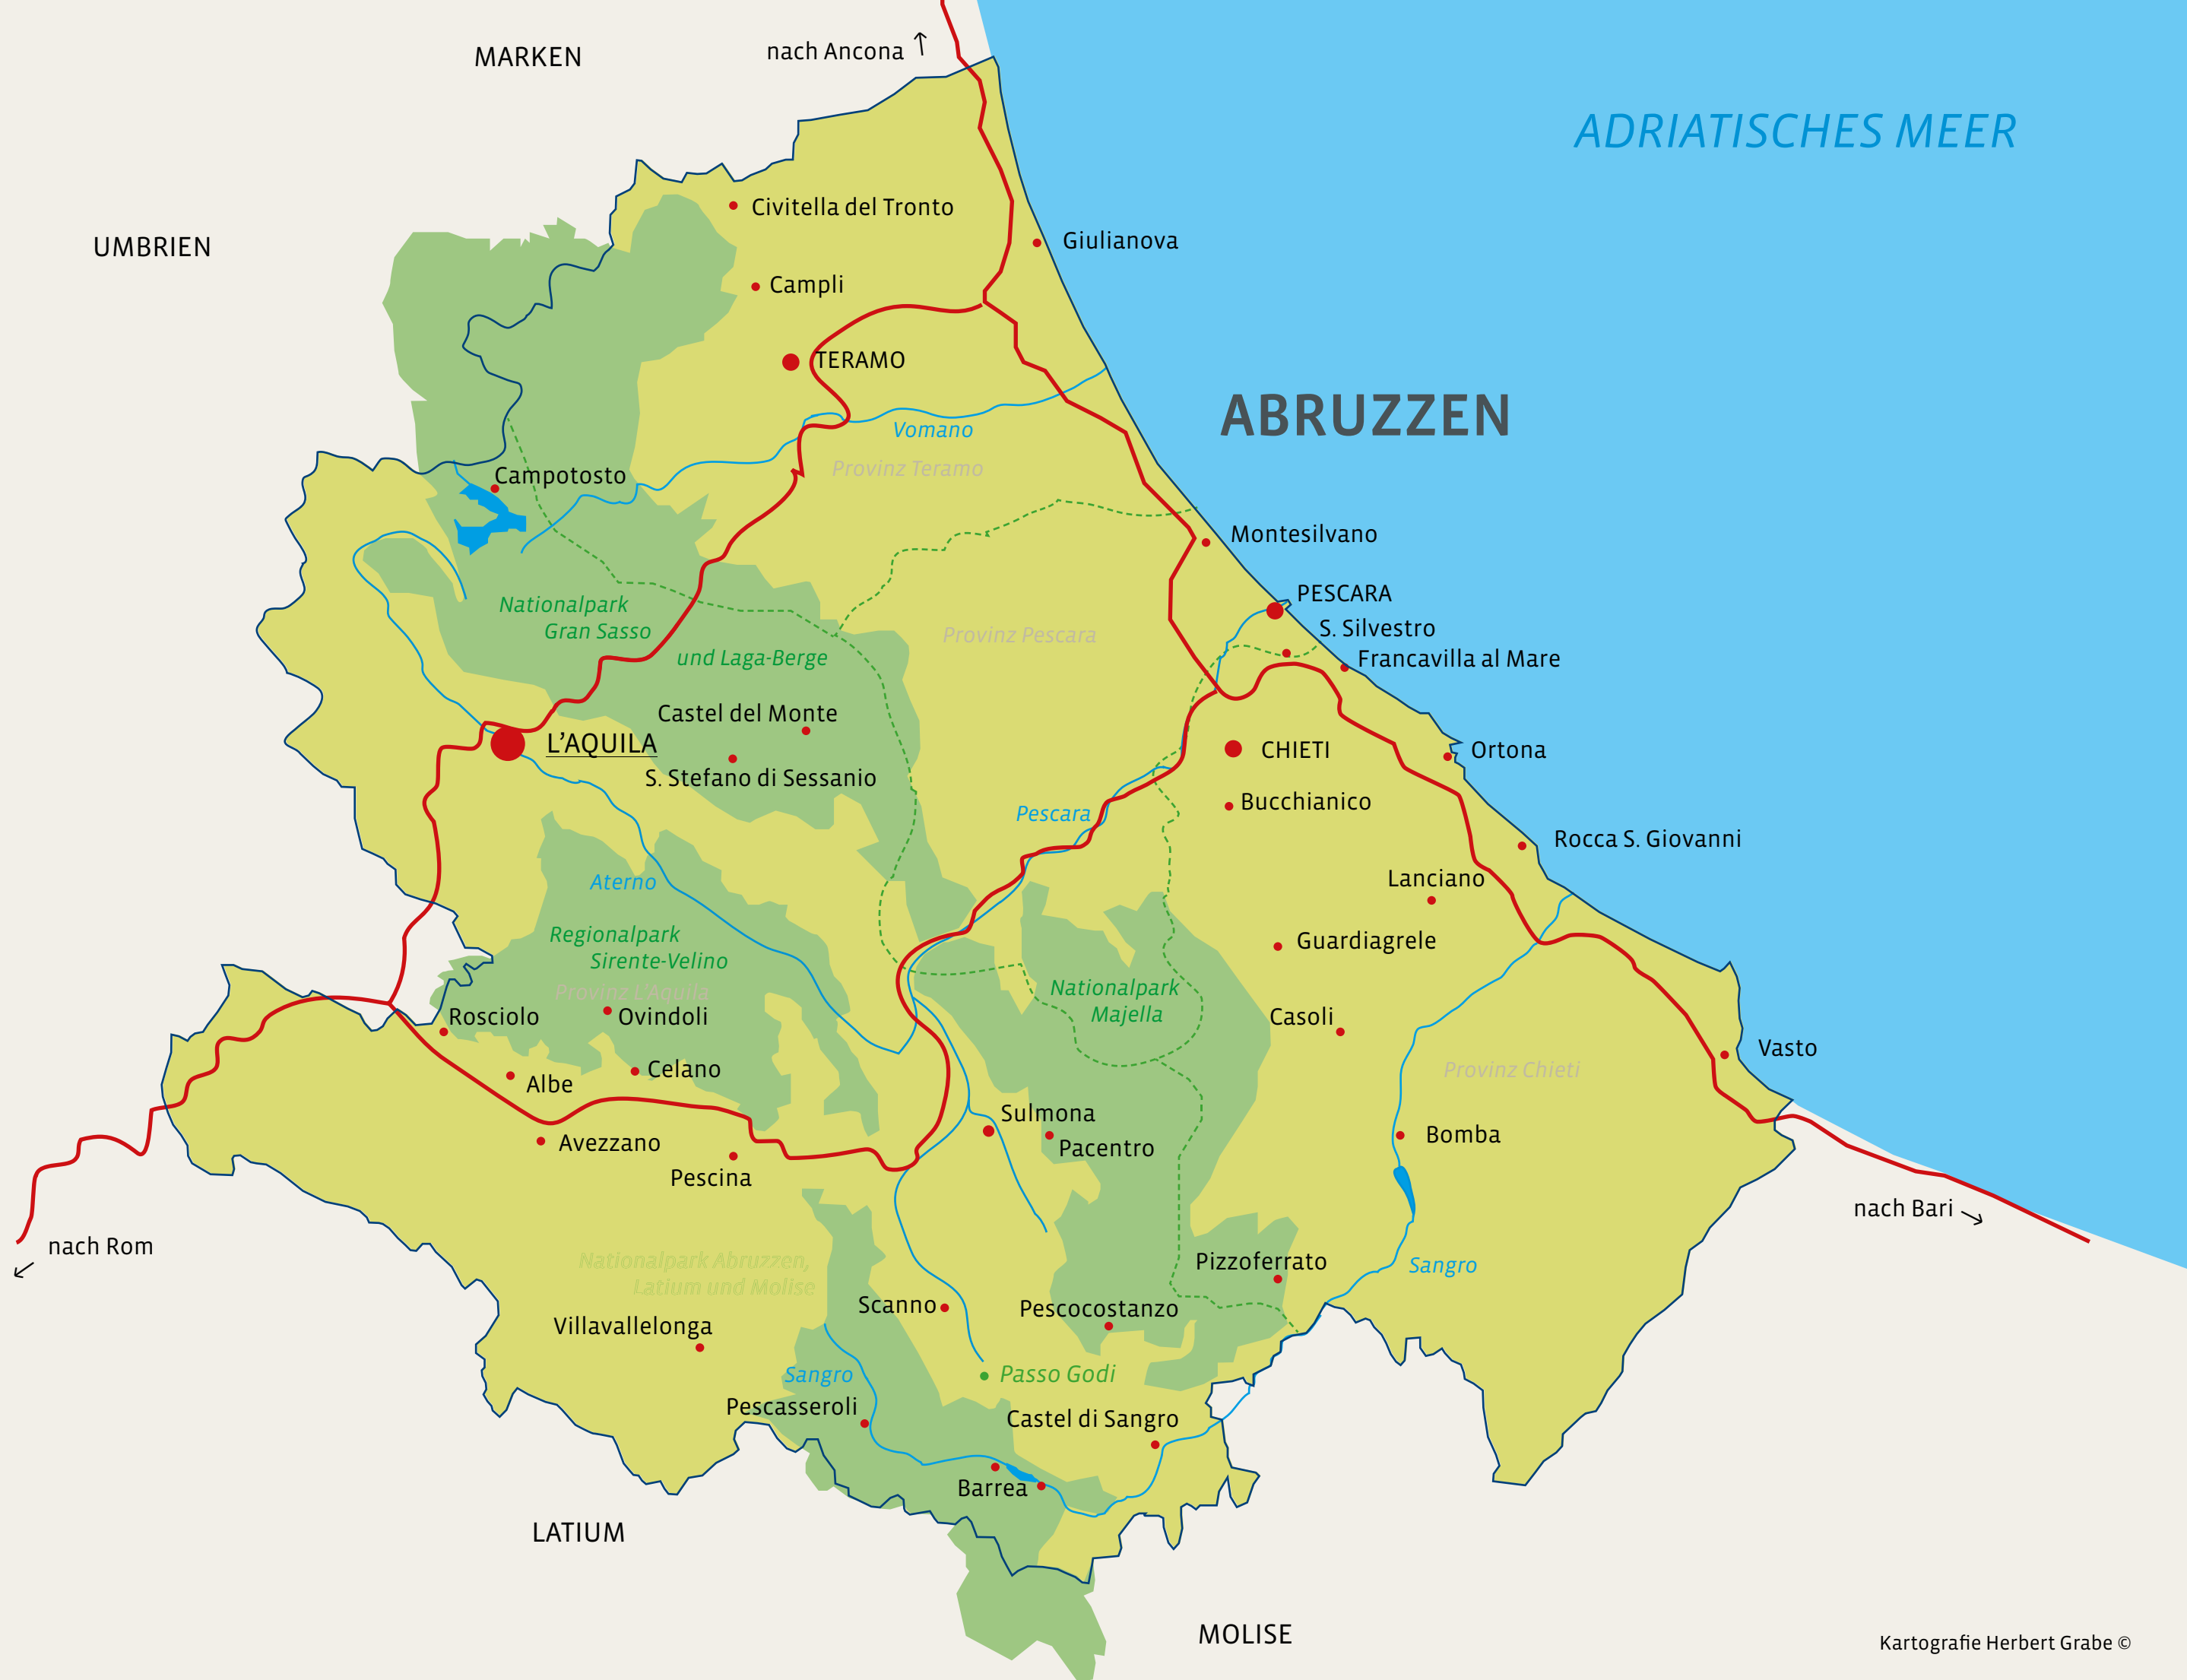 MARKEN
nach Ancona ↑
ADRIATISCHES MEER
Civitella del Tronto
UMBRIEN
Giulianova
Campli
TERAMO
ABRUZZEN
Vomano
Provinz Teramo
Campotosto
Montesilvano
PESCARA
Nationalpark
Gran Sasso
S. Silvestro
Provinz Pescara
und Laga-Berge
Francavilla al Mare
Castel del Monte
L'AQUILA
CHIETI
Ortona
S. Stefano di Sessanio
Bucchianico
Pescara
Rocca S. Giovanni
Aterno
Lanciano
Regionalpark
Sirente-Velino
Guardiagrele
Provinz L'Aquila
Nationalpark
Majella
Rosciolo
Ovindoli
Casoli
Vasto
Celano
Provinz Chieti
Albe
Sulmona
Avezzano
Pacentro
Bomba
Pescina
nach Bari
nach Rom
Nationalpark Abruzzen,
Latium und Molise
Pizzoferrato
Sangro
Scanno
Pescocostanzo
Villavallelonga
Sangro
Passo Godi
Pescasseroli
Castel di Sangro
Barrea
LATIUM
MOLISE
Kartografie Herbert Grabe ©